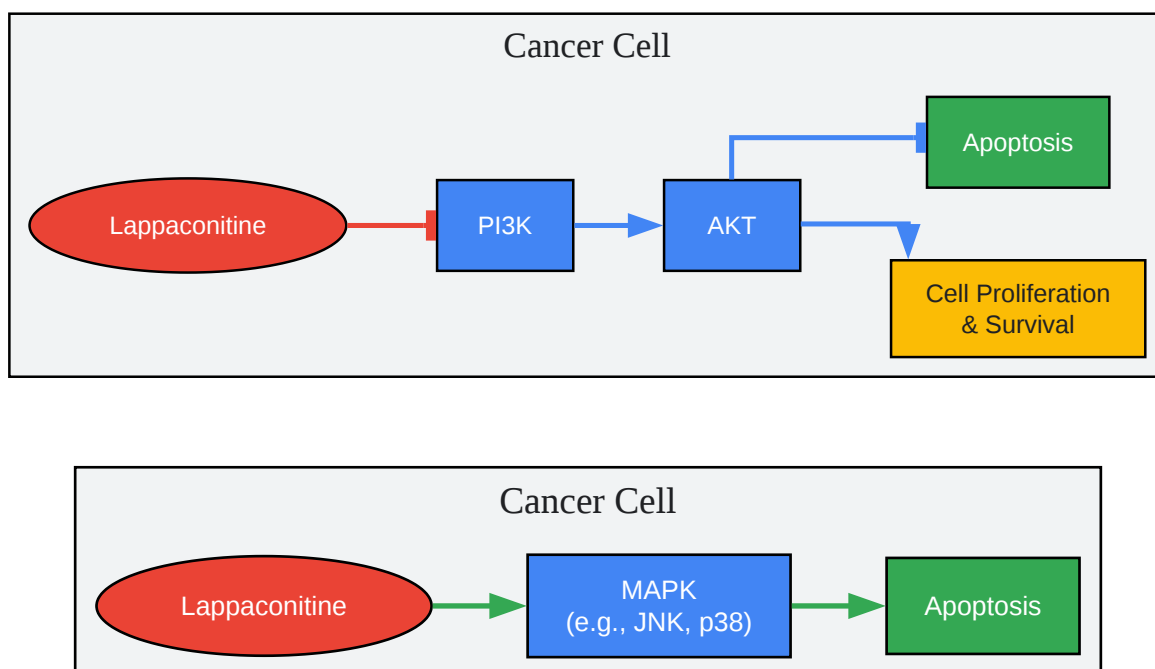 Cancer Cell
Apoptosis
Lappaconitine
PI3K
AKT
Cell Proliferation
& Survival
Cancer Cell
Lappaconitine
MAPK
(e.g., JNK, p38)
Apoptosis